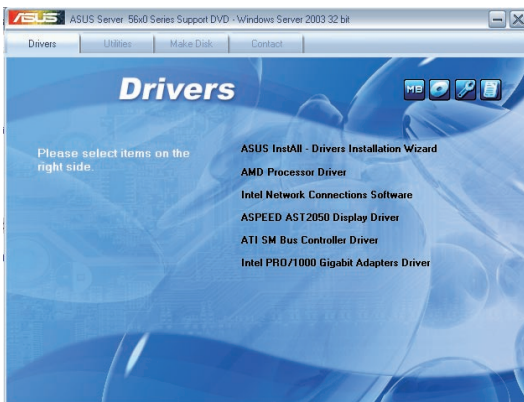 ASUS ASUS Server 56x0 Series Support DVD - Windows Server 2003 32 bit
Drivers Utilities Make Disk Contact
Drivers
MB
Please select items on the right side.
ASUS InstAll - Drivers Installation Wizard
AMD Processor Driver
Intel Network Connections Software
ASPEED AST2050 Display Driver
ATI SM Bus Controller Driver
Intel PRO/1000 Gigabit Adapters Driver